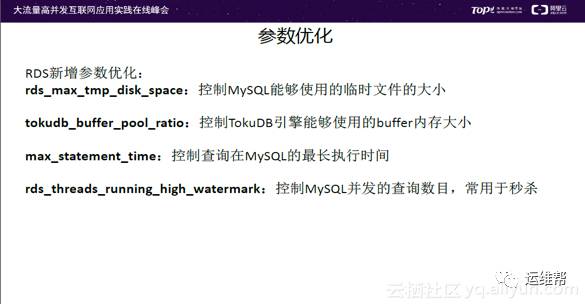 大流量高并发互联网应用实践在线峰会
TOP!
阿里云
参数优化
RDS新增参数优化：
rds_max_tmp_disk_space：控制MySQL能够使用的临时文件的大小
tokudb_buffer_pool_ratio：控制TokuDB引擎能够使用的buffer内存大小
max_statement_time：控制查询在MySQL的最长执行时间
rds_threads_running_high_watermark：控制MySQL并发的查询数目，常用于秒杀
运维帮
云栖社区 yq.aliyun.com